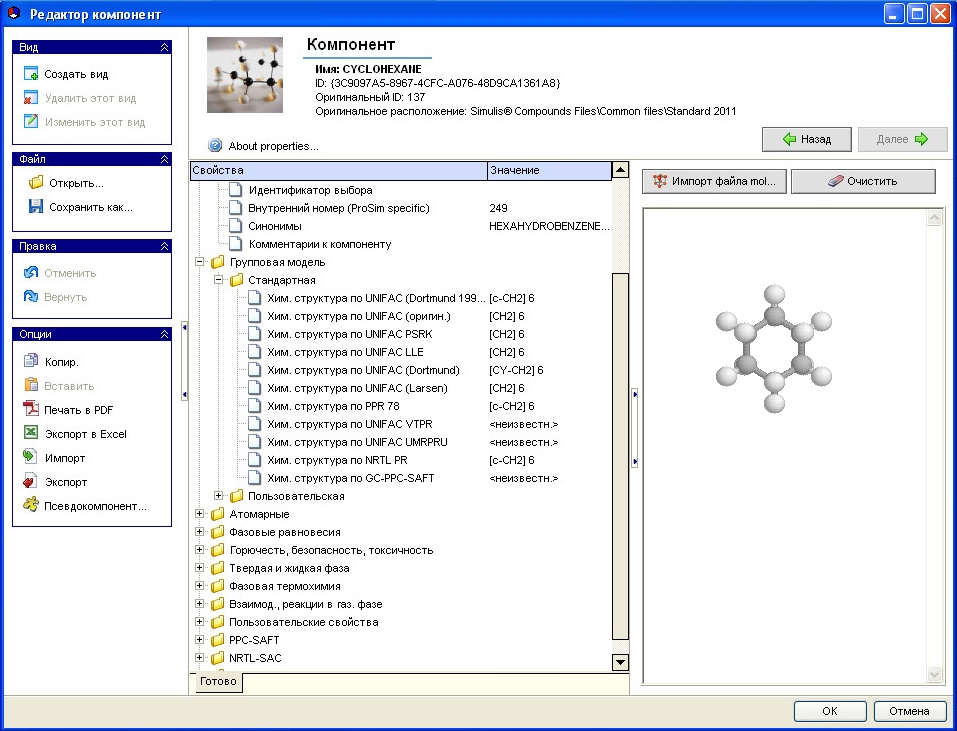 Редактор компонент
Вид
Создать вид
Удалить этот вид
Изменить этот вид
Файл
Открыть...
Сохранить как...
Правка
Отменить
Вернуть
Опции
Копир.
Вставить
Печать в PDF
Экспорт в Excel
Импорт
Экспорт
Псевдокомпонент...
Компонент
Имя: CYCLOHEXANE
ID: {3C9097A5-8967-4CFC-A076-48D9CA1361A8}
Оригинальный ID: 137
Оригинальное расположение: Simulis® Compounds Files\Common files\Standard 2011
About properties...
Назад
Далее
Свойства Значение
Идентификатор выбора
Внутренний номер (ProSim specific) 249
Синонимы HEXAHYDROBENZENE...
Комментарии к компоненту
Групповая модель
Стандартная
Хим. структура по UNIFAC (Dortmund 199... [c-CH2] 6
Хим. структура по UNIFAC (оригин.) [CH2] 6
Хим. структура по UNIFAC PSRK [CH2] 6
Хим. структура по UNIFAC LLE [CH2] 6
Хим. структура по UNIFAC (Dortmund) [CY-CH2] 6
Хим. структура по UNIFAC (Larsen) [CH2] 6
Хим. структура по PPR 78 [c-CH2] 6
Хим. структура по UNIFAC VTPR <неизвестн.>
Хим. структура по UNIFAC UMRPRU <неизвестн.>
Хим. структура по NRTL PR [c-CH2] 6
Хим. структура по GC-PPC-SAFT <неизвестн.>
Пользовательская
Атомарные
Фазовые равновесия
Горючесть, безопасность, токсичность
Твердая и жидкая фаза
Фазовая термохимия
Взаимод., реакции в газ. фазе
Пользовательские свойства
PPC-SAFT
NRTL-SAC
Готово
Импорт файла mol...
Очистить
OK
Отмена